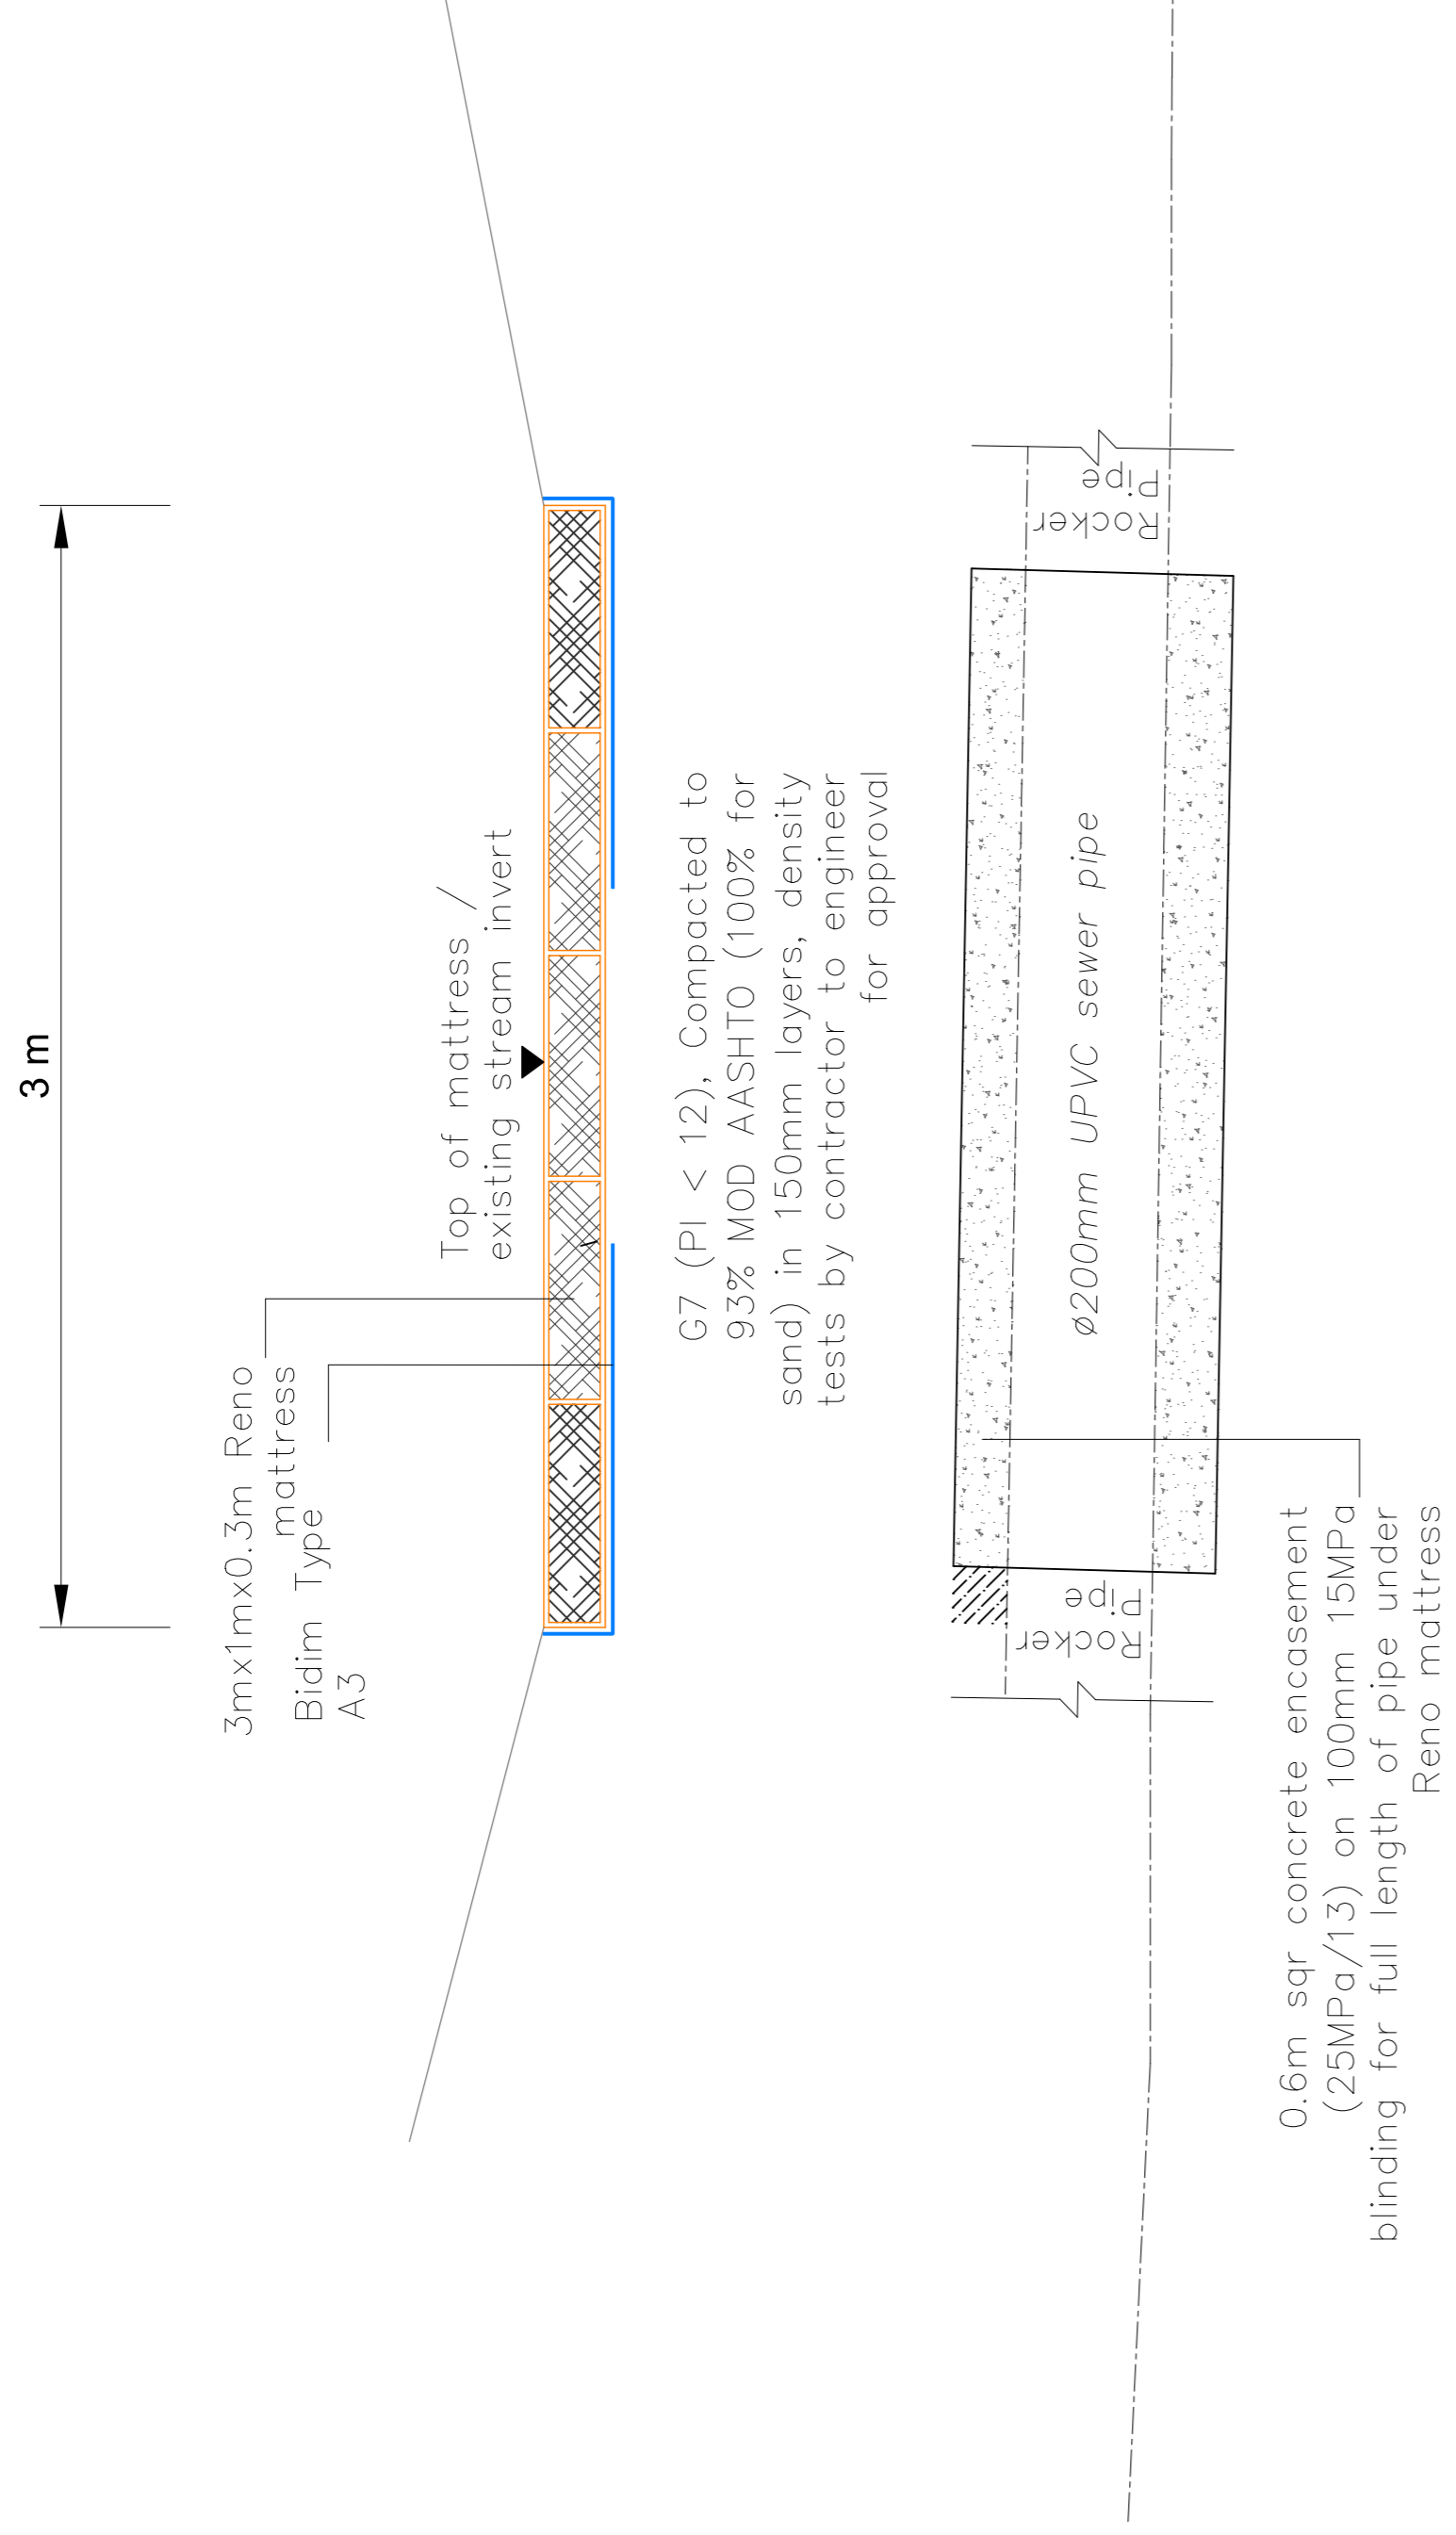 3 m
3mx1mx0.3m Reno
mattress
Bidim Type
A3
Top of mattress /
existing stream invert
G7 (PI < 12), Compacted to
93% MOD AASHTO (100% for
sand) in 150mm layers, density
tests by contractor to engineer
for approval
Rocker
Pipe
ø200mm UPVC sewer pipe
Rocker
Pipe
0.6m sqr concrete encasement
(25MPa/13) on 100mm 15MPa
blinding for full length of pipe under
Reno mattress